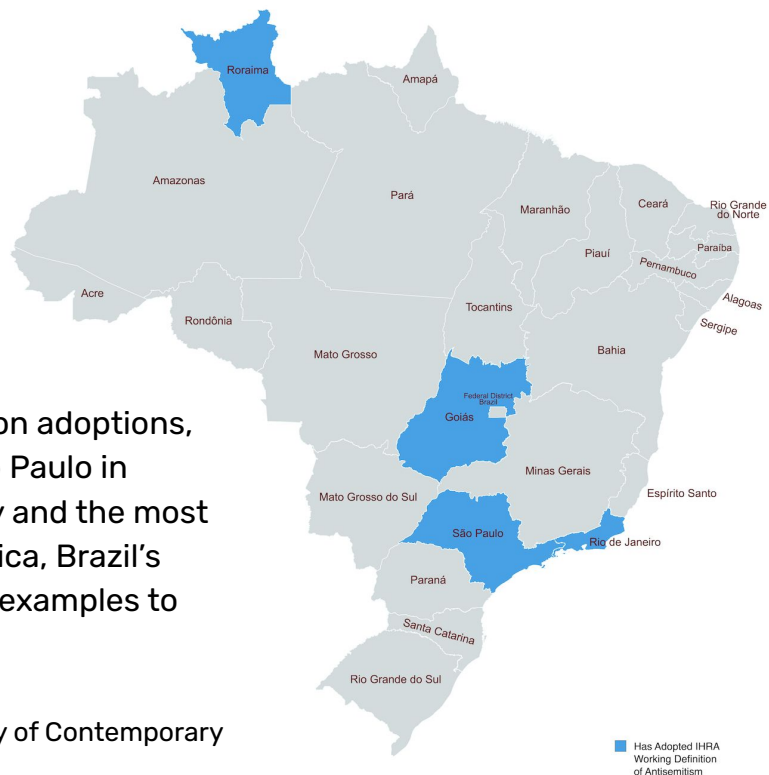 Roraima
Amapá
Amazonas
Pará
Maranhão
Ceará
Rio Grande
do Norte
Paraíba
Piauí
Pernambuco
Alagoas
Sergipe
Acre
Rondônia
Tocantins
Mato Grosso
Bahia
Federal District
Brazil
Goiás
on adoptions,
Paulo in
y and the most
ica, Brazil’s
examples to
Minas Gerais
Mato Grosso do Sul
Espírito Santo
São Paulo
Rio de Janeiro
Paraná
Santa Catarina
Rio Grande do Sul
y of Contemporary
Has Adopted IHRA
Working Definition
of Antisemitism